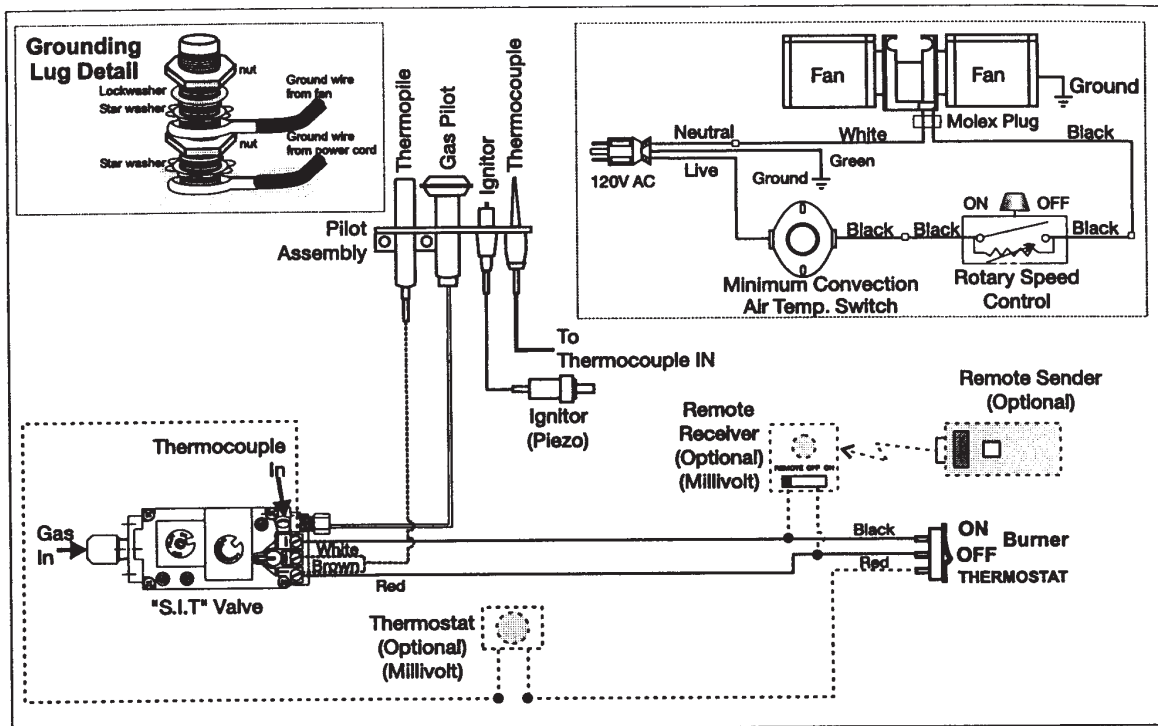 Grounding
Lug Detail
nut
Lockwasher
Star washer
Ground wire
from fan
nut
Ground wire
from power cord
Star washer
Thermopile
Gas Pilot
Ignitor
Thermocouple
Pilot
Assembly
To
Thermocouple IN
Ignitor
(Piezo)
Fan
Fan
Ground
Molex Plug
Neutral
White
Black
120V AC
Live
Green
Ground
ON
OFF
Black
Black
Black
Minimum Convection
Air Temp. Switch
Rotary Speed
Control
Remote Sender
(Optional)
Remote
Receiver
(Optional)
(Millivolt)
REMOTE OFF ON
Thermocouple
In
Gas
In
White
Brown
Red
"S.I.T" Valve
Black
Red
ON
OFF
THERMOSTAT
Burner
Thermostat
(Optional)
(Millivolt)